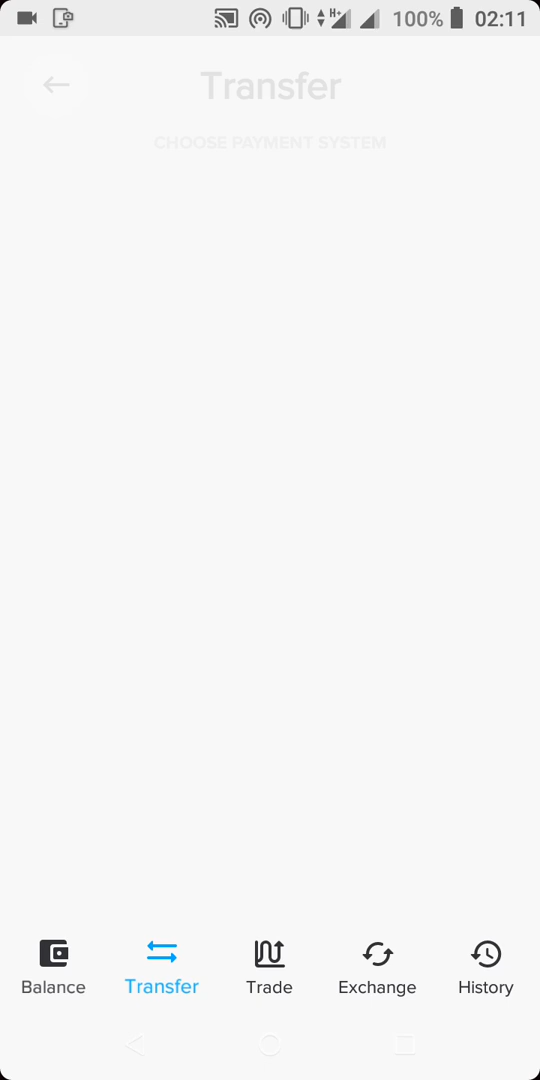 H+ 100% 02:11
Transfer
CHOOSE PAYMENT SYSTEM
Balance Transfer Trade Exchange History